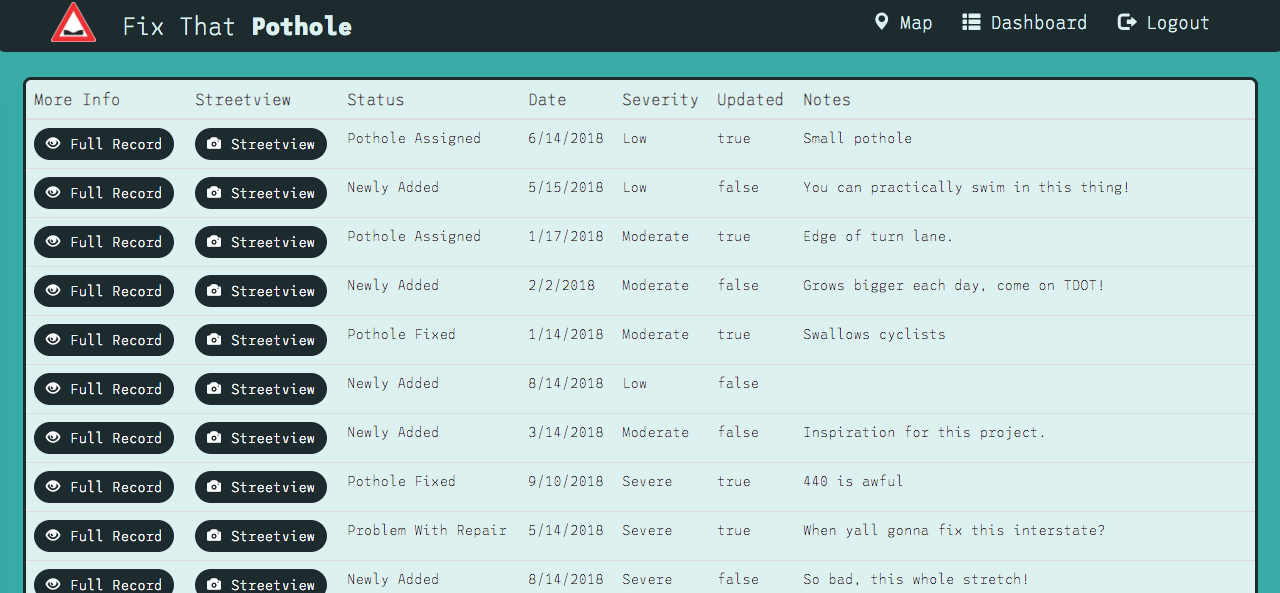 Fix That Pothole Map Dashboard Logout
More Info Streetview Status Date Severity Updated Notes
Full Record Streetview Pothole Assigned 6/14/2018 Low true Small pothole
Full Record Streetview Newly Added 5/15/2018 Low false You can practically swim in this thing!
Full Record Streetview Pothole Assigned 1/17/2018 Moderate true Edge of turn lane.
Full Record Streetview Newly Added 2/2/2018 Moderate false Grows bigger each day, come on TDOT!
Full Record Streetview Pothole Fixed 1/14/2018 Moderate true Swallows cyclists
Full Record Streetview Newly Added 8/14/2018 Low false
Full Record Streetview Newly Added 3/14/2018 Moderate false Inspiration for this project.
Full Record Streetview Pothole Fixed 9/10/2018 Severe true 440 is awful
Full Record Streetview Problem With Repair 5/14/2018 Severe true When yall gonna fix this interstate?
Full Record Streetview Newly Added 8/14/2018 Severe false So bad, this whole stretch!